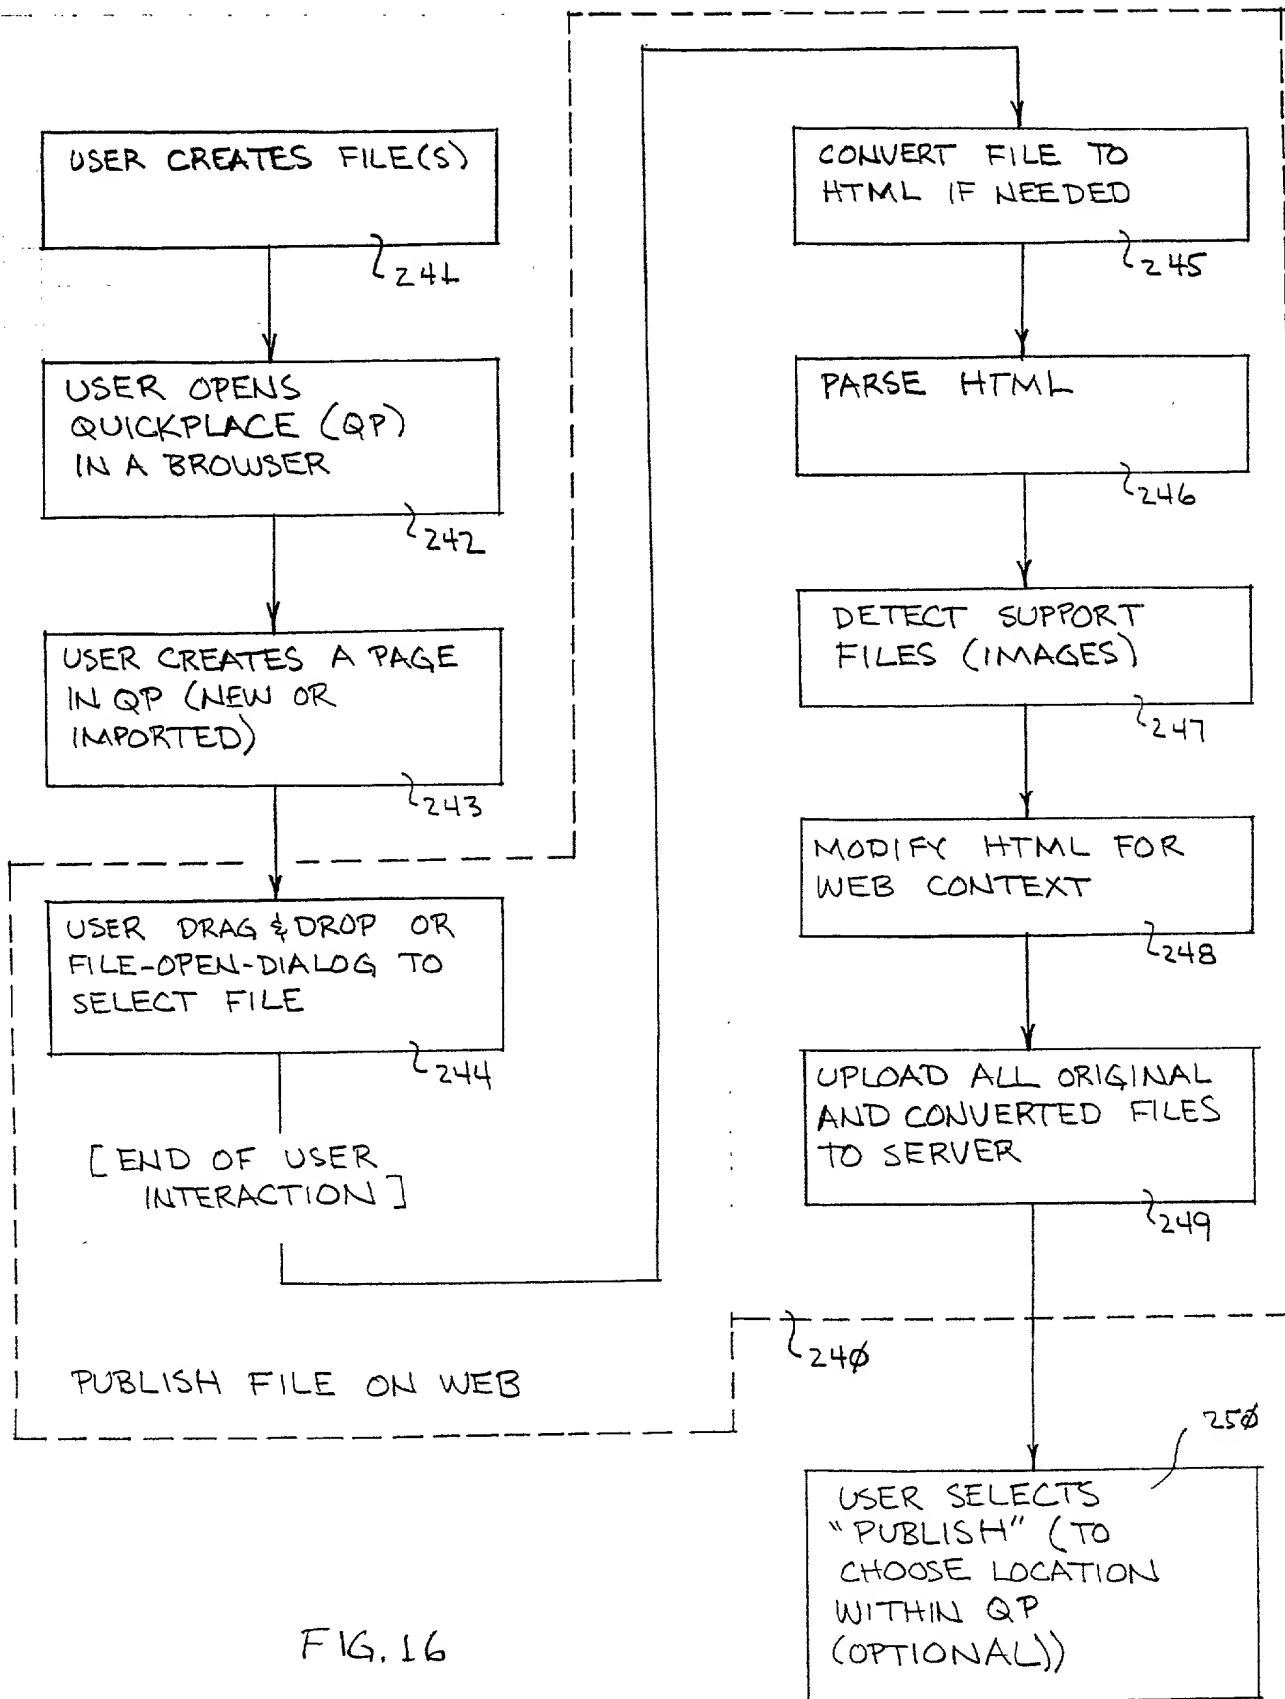 USER CREATES FILE(S)
241
USER OPENS
QUICKPLACE (QP)
IN A BROWSER
242
USER CREATES A PAGE
IN QP (NEW OR
IMPORTED)
243
USER DRAG & DROP OR
FILE-OPEN-DIALOG TO
SELECT FILE
244
[END OF USER
INTERACTION]
CONVERT FILE TO
HTML IF NEEDED
245
PARSE HTML
246
DETECT SUPPORT
FILES (IMAGES)
247
MODIFY HTML FOR
WEB CONTEXT
248
UPLOAD ALL ORIGINAL
AND CONVERTED FILES
TO SERVER
249
240
PUBLISH FILE ON WEB
250
USER SELECTS
"PUBLISH" (TO
CHOOSE LOCATION
WITHIN QP
(OPTIONAL))
FIG. 16